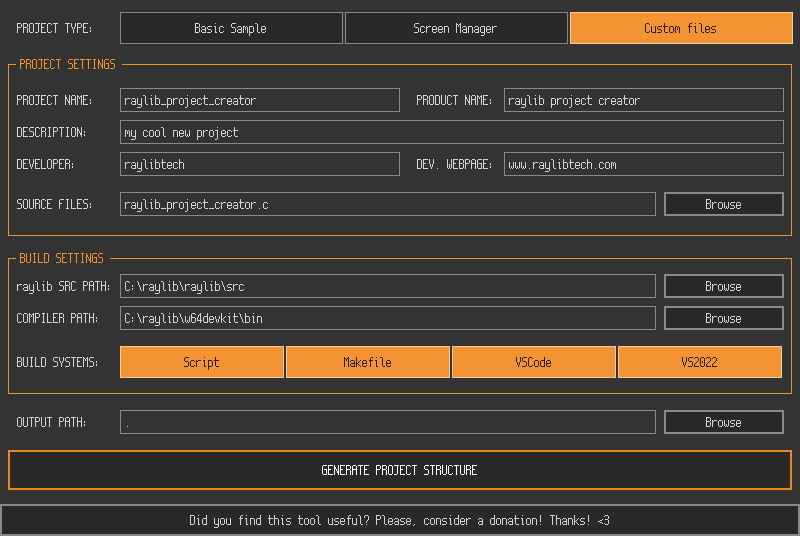 PROJECT TYPE: Basic Sample Screen Manager Custom files
PROJECT SETTINGS
PROJECT NAME: raylib_project_creator PRODUCT NAME: raylib project creator
DESCRIPTION: my cool new project
DEVELOPER: raylibtech DEV. WEBPAGE: www.raylibtech.com
SOURCE FILES: raylib_project_creator.c Browse
BUILD SETTINGS
raylib SRC PATH: C:\raylib\raylib\src Browse
COMPILER PATH: C:\raylib\w64devkit\bin Browse
BUILD SYSTEMS: Script Makefile VSCode VS2022
OUTPUT PATH: . Browse
GENERATE PROJECT STRUCTURE
Did you find this tool useful? Please, consider a donation! Thanks! <3